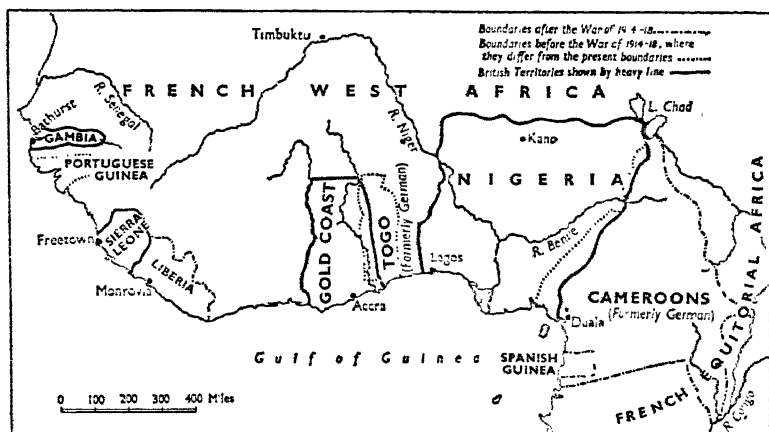 Boundaries after the War of 1914-18.
Boundaries before the War of 1914-18, where
they differ from the present boundaries
British Territories shown by heavy line
Timbuktu
FRENCH WEST AFRICA
L. Chad
R. Senegal
Bathurst
GAMBIA
PORTUGUESE
GUINEA
R. Niger
Kano
NIGERIA
Freetown
SIERRA
LEONE
LIBERIA
Monrovia
GOLD COAST
TOGO
(Formerly German)
Accra
Lagos
R. Benue
CAMEROONS
(Formerly German)
Duala
Gulf of Guinea
SPANISH
GUINEA
FRENCH EQUITORIAL AFRICA
R. Congo
0 100 200 300 400 Miles